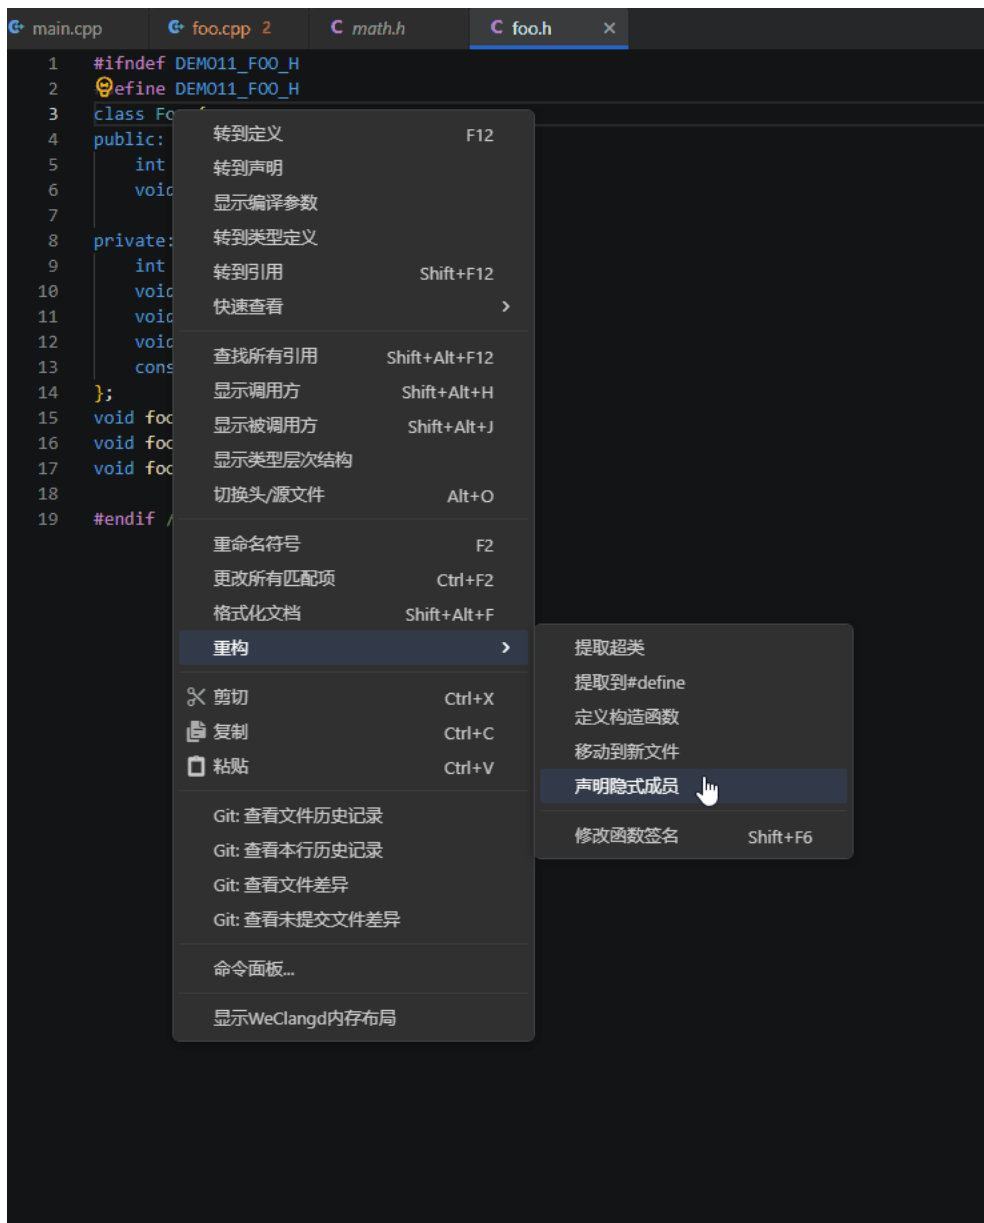 main.cpp foo.cpp 2 math.h foo.h
1 #ifndef DEMO11_FOO_H
2 efine DEMO11_FOO_H
3 class
4 public:
5 int
6
7
8 private:
9 int
10
11
12
13
14 };
15 void
16 void
17 void
18
19 #endif
转到定义 F12
转到声明
显示编译参数
转到类型定义
转到引用 Shift+F12
快速查看
查找所有引用 Shift+Alt+F12
显示调用方 Shift+Alt+H
显示被调用方 Shift+Alt+J
显示类型层次结构
切换头/源文件 Alt+O
重命名符号 F2
更改所有匹配项 Ctrl+F2
格式化文档 Shift+Alt+F
重构
剪切 Ctrl+X
复制 Ctrl+C
粘贴 Ctrl+V
Git: 查看文件历史记录
Git: 查看本行历史记录
Git: 查看文件差异
Git: 查看未提交文件差异
命令面板...
显示WeClangd内存布局
提取超类
提取到#define
定义构造函数
移动到新文件
声明隐式成员
修改函数签名 Shift+F6